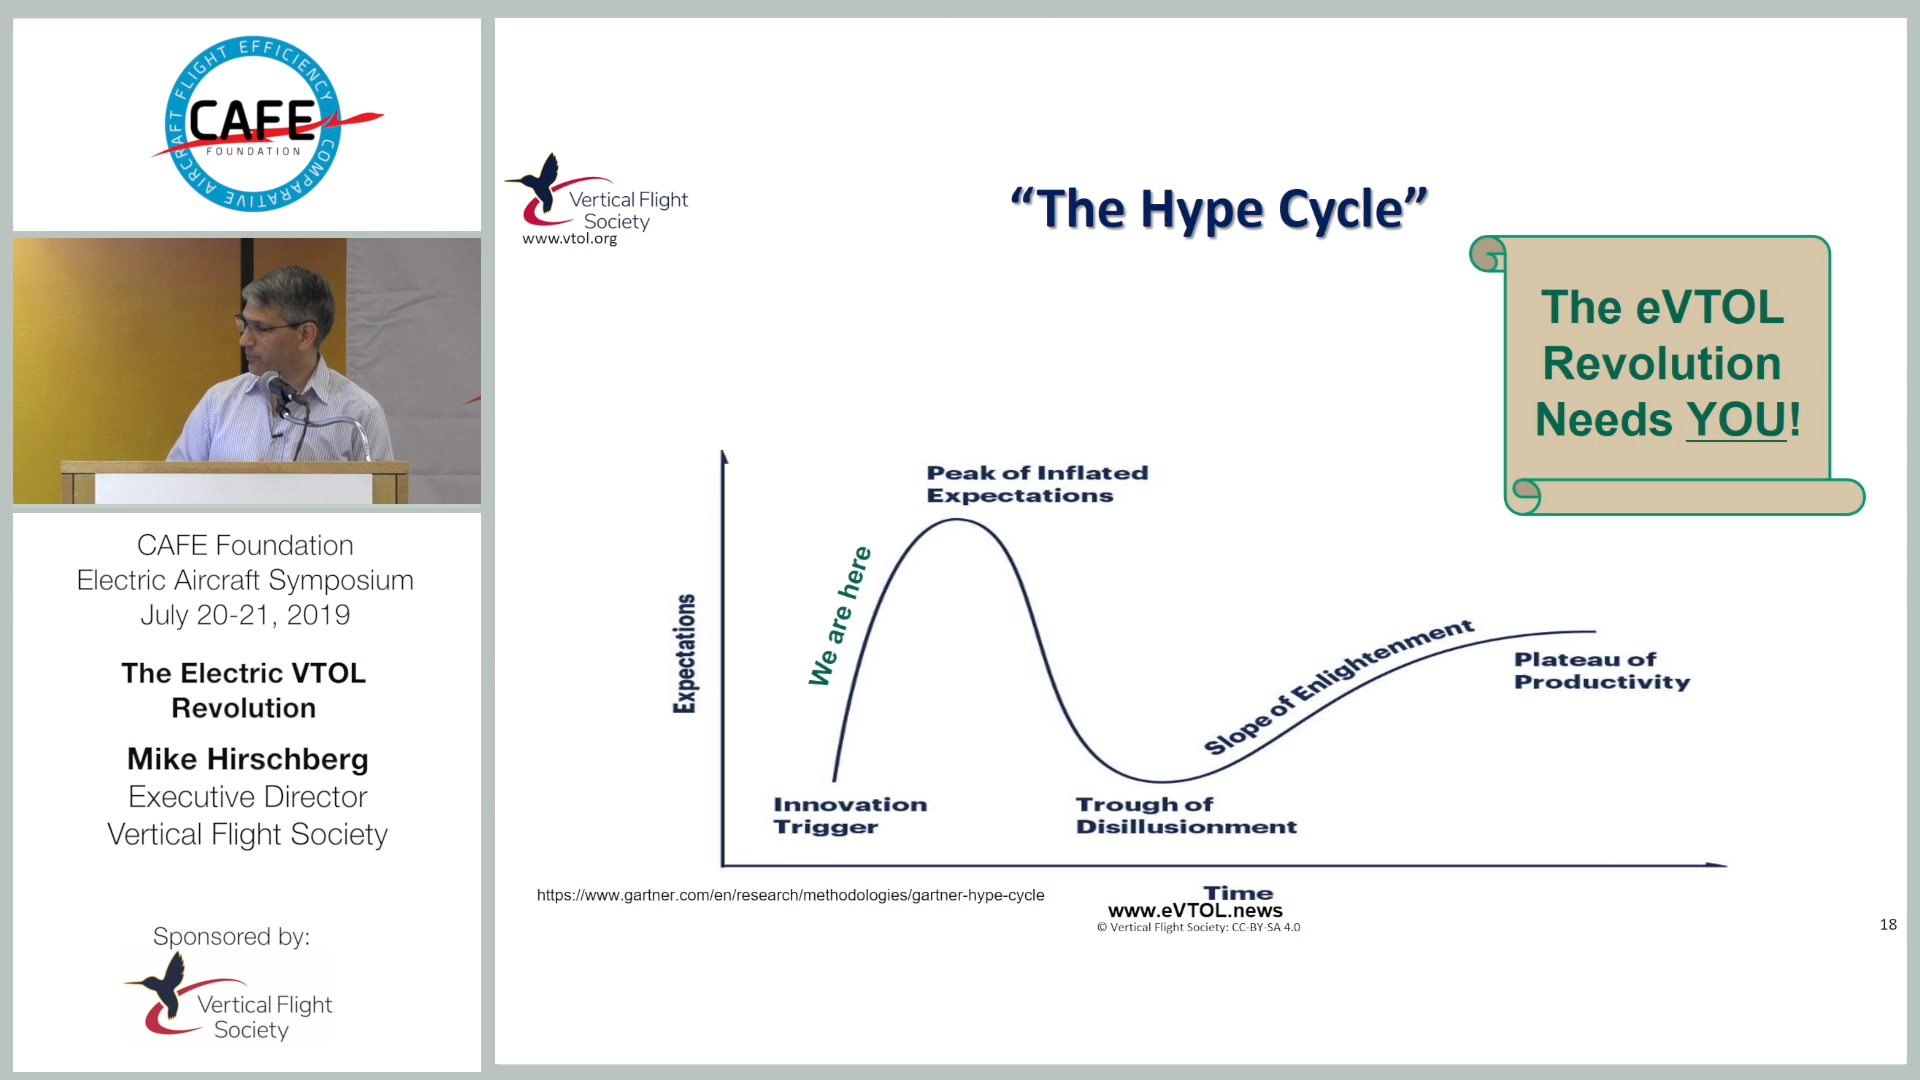 COMPARATIVE AIRCRAFT FLIGHT EFFICIENCY
CAFE
FOUNDATION
CAFE Foundation
Electric Aircraft Symposium
July 20-21, 2019
The Electric VTOL
Revolution
Mike Hirschberg
Executive Director
Vertical Flight Society
Sponsored by:
Vertical Flight
Society
Vertical Flight
Society
www.vtol.org
“The Hype Cycle”
The eVTOL
Revolution
Needs YOU!
Peak of Inflated
Expectations
We are here
Expectations
Slope of Enlightenment
Plateau of
Productivity
Innovation
Trigger
Trough of
Disillusionment
https://www.gartner.com/en/research/methodologies/gartner-hype-cycle
Time
www.eVTOL.news
© Vertical Flight Society: CC-BY-SA 4.0
18